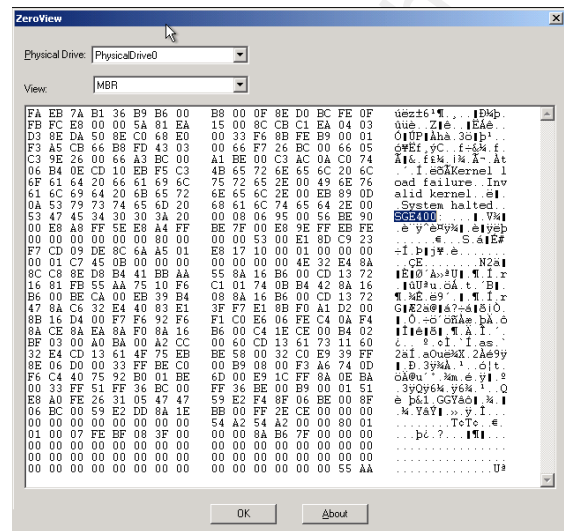 ZeroView
Physical Drive: PhysicalDrive0
View: MBR
FA EB 7A B1 36 B9 B6 00 B8 00 0F 8E D0 BC FE 0F
FB FC E8 00 00 5A 81 EA 15 00 8C CB C1 EA 04 03
D3 8E DA 50 8E C0 68 E0 00 33 F6 8B FE B9 00 01
F3 A5 CB 66 B8 FD 43 03 00 66 F7 26 BC 00 66 05
C3 9E 26 00 66 A3 BC 00 A1 BE 00 C3 AC 0A C0 74
06 B4 0E CD 10 EB F5 C3 4B 65 72 6E 65 6C 20 6C
6F 61 64 20 66 61 69 6C 75 72 65 2E 00 49 6E 76
61 6C 69 64 20 6B 65 72 6E 65 6C 2E 00 EB 89 0D
0A 53 79 73 74 65 6D 20 68 61 6C 74 65 64 2E 00
53 47 45 34 30 30 3A 20 00 08 06 95 00 56 BE 90
00 E8 A8 FF 5E E8 A4 FF BE 7F 00 E8 9E FF EB FE
00 00 00 00 00 00 80 00 00 00 53 00 E1 8D C9 23
F7 CD 09 DE 8C 6A A5 01 E8 17 10 00 01 00 00 00
00 01 C7 45 0B 00 00 00 00 00 00 00 4E 32 E4 8A
8C C8 8E D8 B4 41 BB AA 55 8A 16 B6 00 CD 13 72
16 81 FB 55 AA 75 10 F6 C1 01 74 0B B4 42 8A 16
B6 00 BE CA 00 EB 39 B4 08 8A 16 B6 00 CD 13 72
47 8A C6 32 E4 40 83 E1 3F F7 E1 8B F0 A1 D2 00
8B 16 D4 00 F7 F6 92 F6 F1 C0 E6 06 FE C4 0A F4
8A CE 8A EA 8A F0 8A 16 B6 00 C4 1E CE 00 B4 02
BF 03 00 A0 BA 00 A2 CC 00 60 CD 13 61 73 11 60
32 E4 CD 13 61 4F 75 EB BE 58 00 32 C0 E9 39 FF
8E 06 D0 00 33 FF BE C0 00 B9 08 00 F3 A6 74 0D
F6 C4 40 75 92 B0 01 BE 6D 00 E9 1C FF 8A 0E BA
00 33 FF 51 FF 36 BC 00 FF 36 BE 00 B9 00 01 51
E8 A0 FE 26 31 05 47 47 59 E2 F4 8F 06 BE 00 8F
06 BC 00 59 E2 DD 8A 1E BB 00 FF 2E CE 00 00 00
00 00 00 00 00 00 00 00 54 A2 54 A2 00 00 80 01
01 00 07 FE BF 08 3F 00 00 00 8A B6 7F 00 00 00
00 00 00 00 00 00 00 00 00 00 00 00 00 00 00 00
00 00 00 00 00 00 00 00 00 00 00 00 00 00 00 00
00 00 00 00 00 00 00 00 00 00 00 00 00 00 55 AA
Kernel l
oad failure. Inv
alid kernel.
System halted.
SGE400:
OK
About